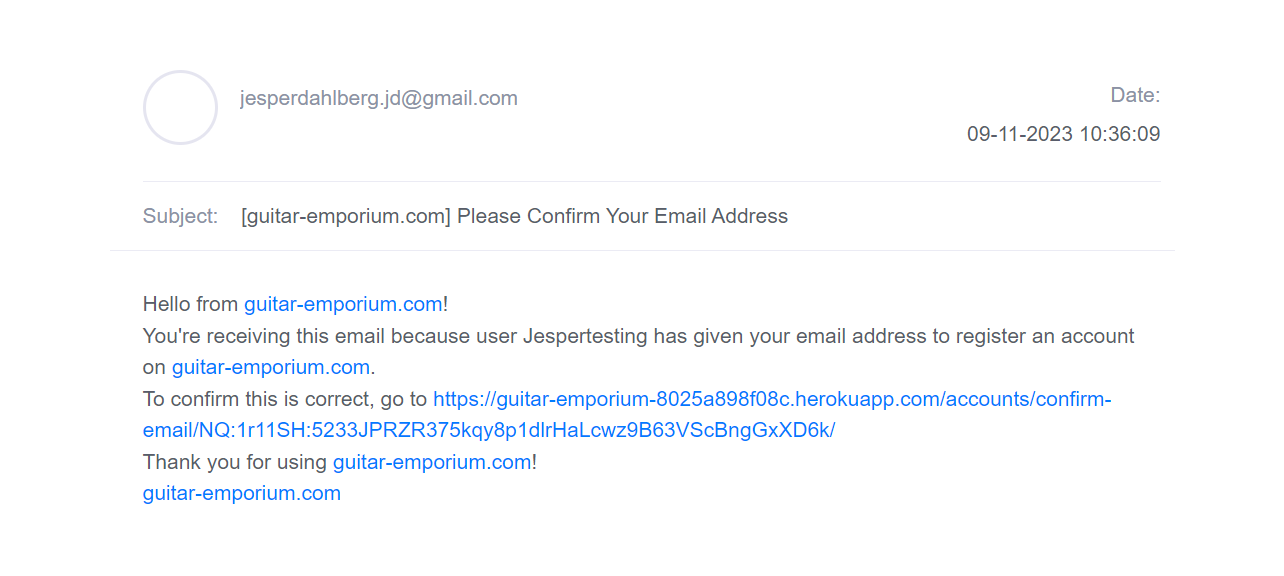 jesperdahlberg.jd@gmail.com
Date:
09-11-2023 10:36:09
Subject: [guitar-emporium.com] Please Confirm Your Email Address
Hello from guitar-emporium.com!
You're receiving this email because user Jespertesting has given your email address to register an account
on guitar-emporium.com.
To confirm this is correct, go to https://guitar-emporium-8025a898f08c.herokuapp.com/accounts/confirm-
email/NQ:1r11SH:5233JPRZR375kqy8p1dlrHaLcwz9B63VScBngGxXD6k/
Thank you for using guitar-emporium.com!
guitar-emporium.com